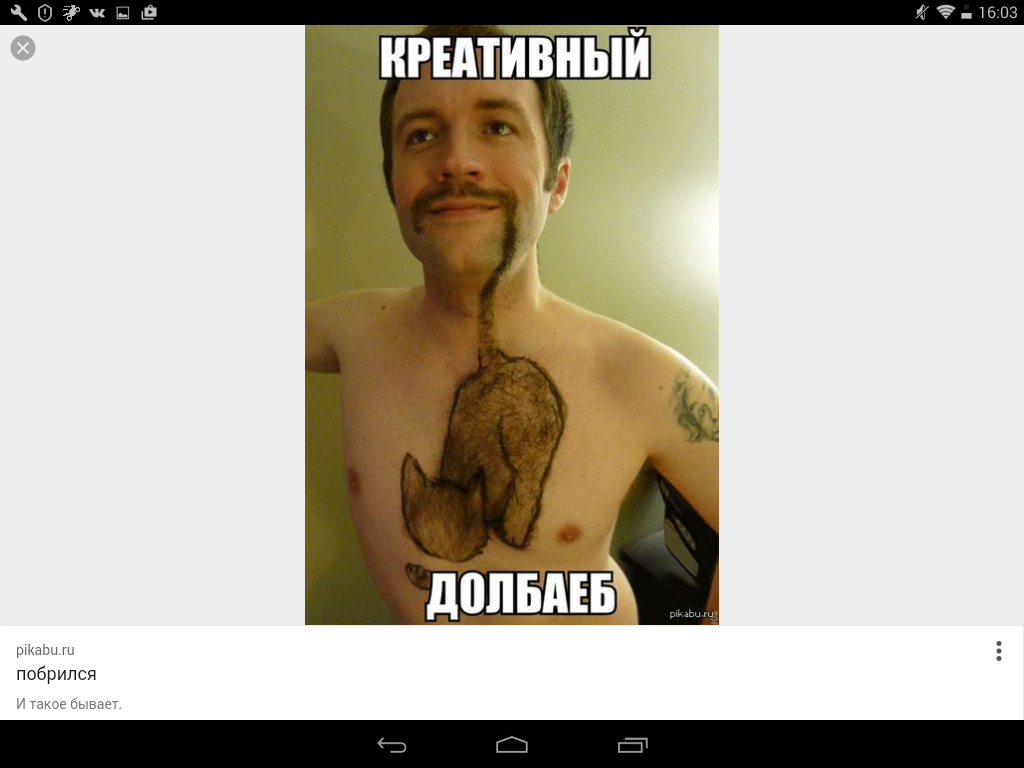 16:03
КРЕАТИВНЫЙ
ДОЛБАЕБ
pikabu.ru
pikabu.ru
побрился
И такое бывает.